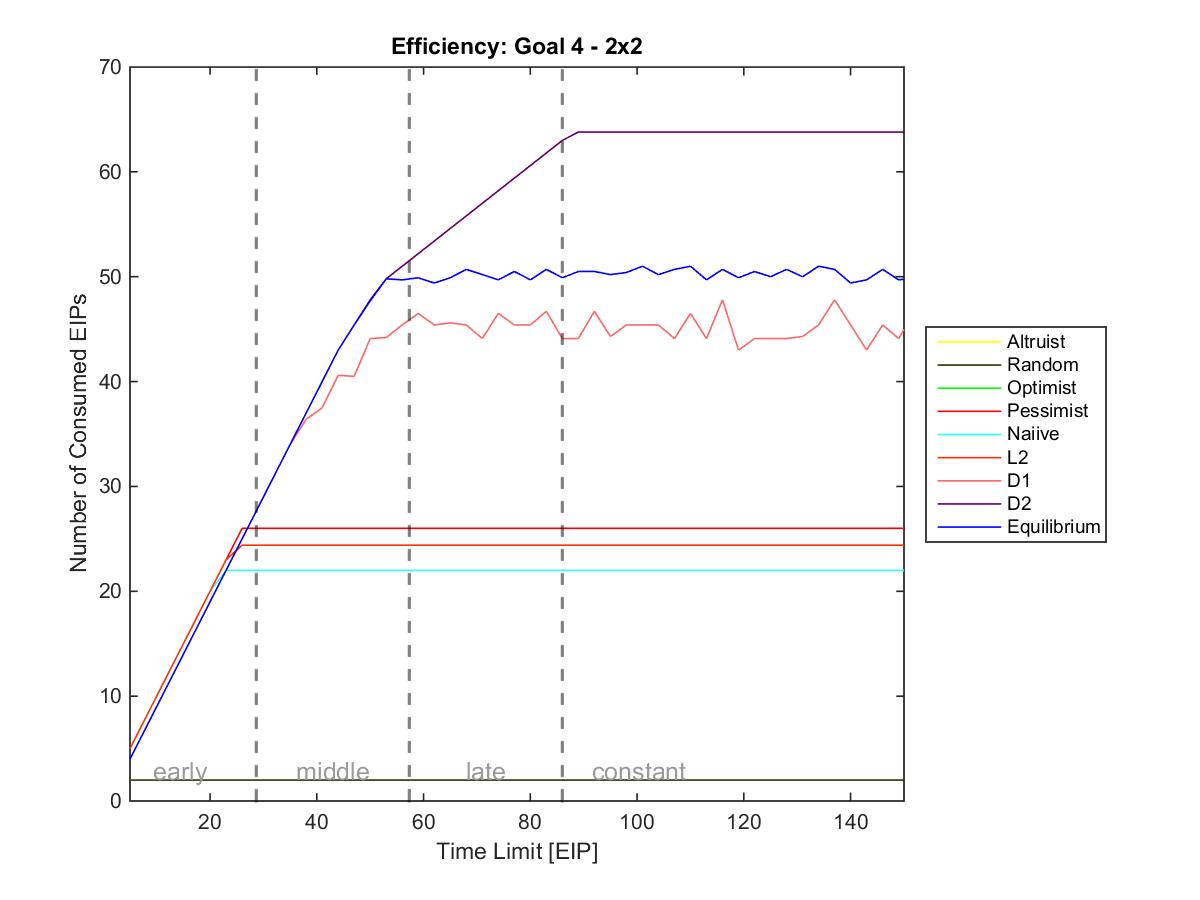 Efficiency: Goal 4 - 2x2
70
60
50
40
30
20
10
0
Number of Consumed EIPs
early middle late constant
20 40 60 80 100 120 140
Time Limit [EIP]
Altruist
Random
Optimist
Pessimist
Naiive
L2
D1
D2
Equilibrium